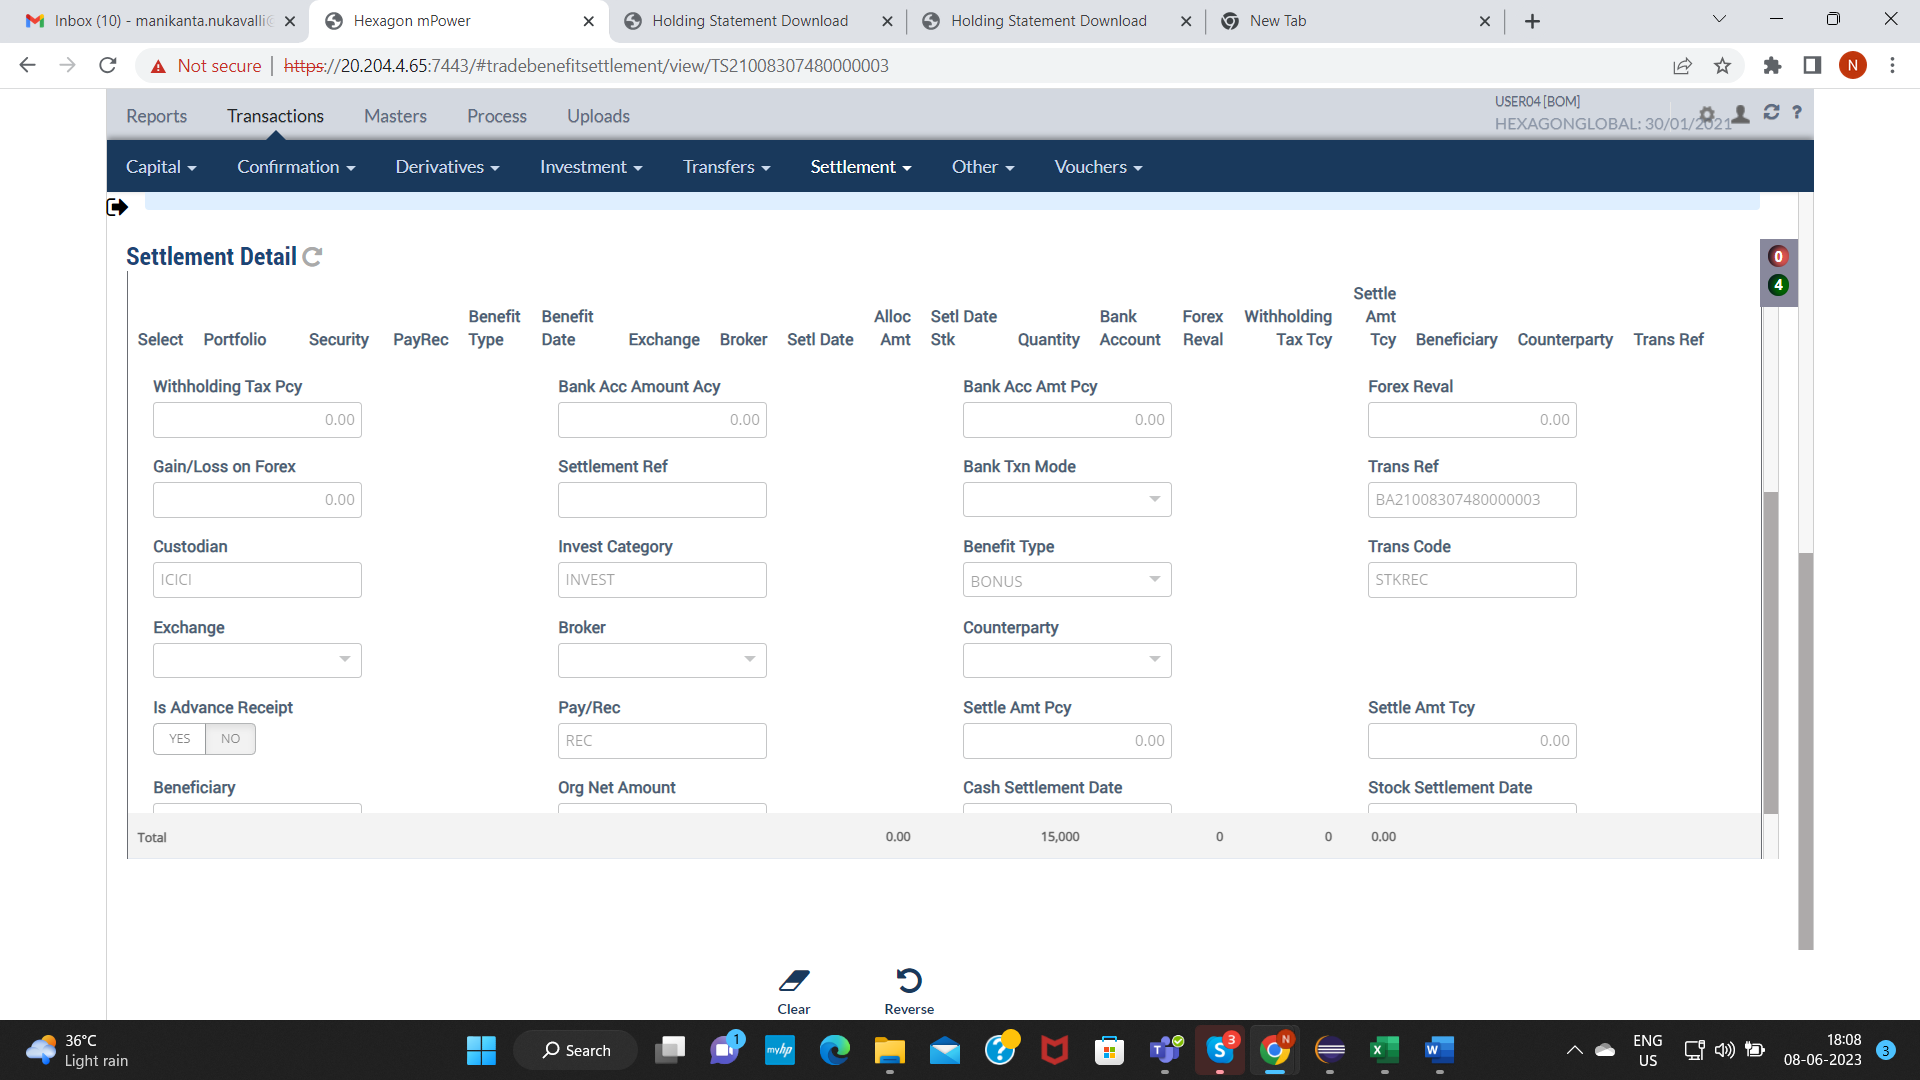 Inbox (10) - manikanta.nukavalli@
Hexagon mPower
Holding Statement Download
Holding Statement Download
New Tab
Not secure | https://20.204.4.65:7443/#tradebenefitsettlement/view/TS21008307480000003
N
Reports Transactions Masters Process Uploads
USER04 [BOM]
HEXAGONGLOBAL: 30/01/2021
?
Capital Confirmation Derivatives Investment Transfers Settlement Other Vouchers
Settlement Detail
0
4
Select Portfolio Security PayRec Benefit Type Benefit Date Exchange Broker Setl Date Alloc Amt Setl Date Stk Quantity Bank Account Forex Reval Withholding Tax Tcy Settle Amt Tcy Beneficiary Counterparty Trans Ref
Withholding Tax Pcy Bank Acc Amount Acy Bank Acc Amt Pcy Forex Reval
0.00 0.00 0.00 0.00
Gain/Loss on Forex Settlement Ref Bank Txn Mode Trans Ref
0.00 BA21008307480000003
Custodian Invest Category Benefit Type Trans Code
ICICI INVEST BONUS STKREC
Exchange Broker Counterparty
Is Advance Receipt Pay/Rec Settle Amt Pcy Settle Amt Tcy
YES NO REC 0.00 0.00
Beneficiary Org Net Amount Cash Settlement Date Stock Settlement Date
Total 0.00 15,000 0 0 0.00
Clear Reverse
36°C
Light rain
Search
1
myhp
T
S
3
N
X
W
ENG
US
18:08
08-06-2023
3